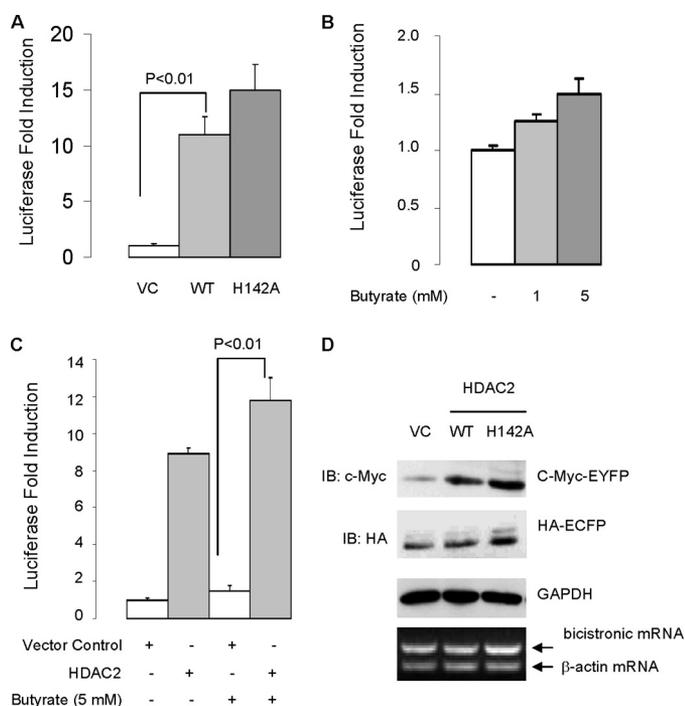 A
Luciferase Fold Induction
20
15
10
5
0
P<0.01
VC WT H142A
B
Luciferase Fold Induction
2.0
1.5
1.0
0.5
0
Butyrate (mM) - 1 5
C
Luciferase Fold Induction
14
12
10
8
6
4
2
0
P<0.01
Vector Control + - + -
HDAC2 - + - +
Butyrate (5 mM) - - + +
D
HDAC2
VC WT H142A
IB: c-Myc C-Myc-EYFP
IB: HA HA-ECFP
GAPDH
bicistronic mRNA
β-actin mRNA